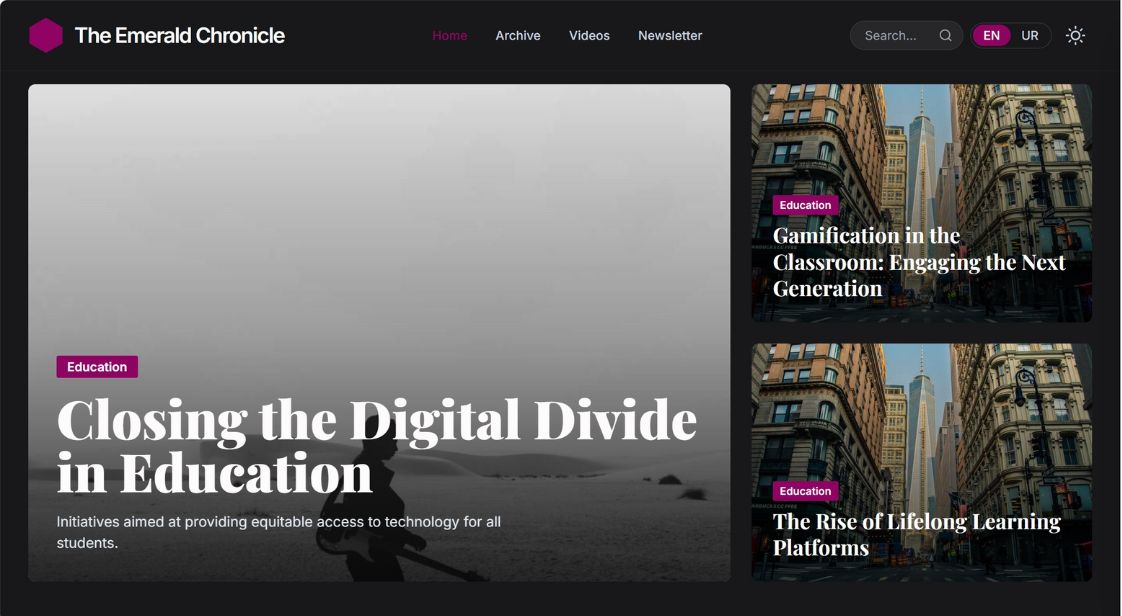 The Emerald Chronicle
Home Archive Videos Newsletter
Search... EN UR
Education
Closing the Digital Divide
in Education
Initiatives aimed at providing equitable access to technology for all
students.
Education
Gamification in the
Classroom: Engaging the Next
Generation
Education
The Rise of Lifelong Learning
Platforms